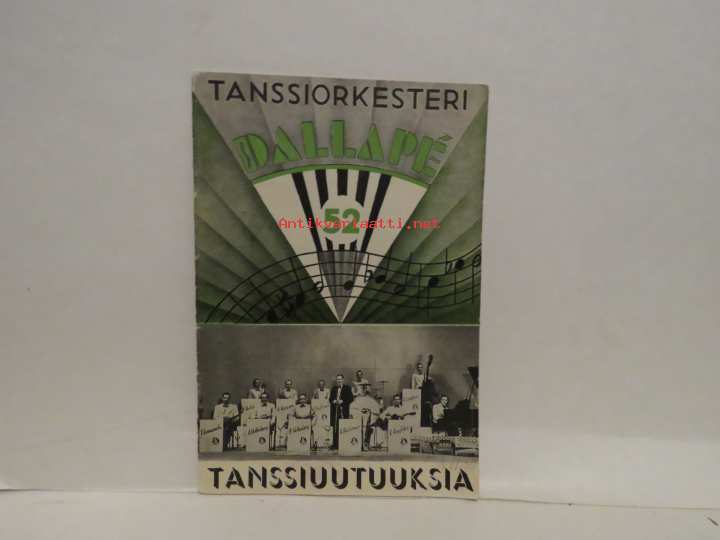 TANSSIORKESTERI
DALLAPÉ
52
Antikvariaatti.net
TANSSIUUTUUKSIA